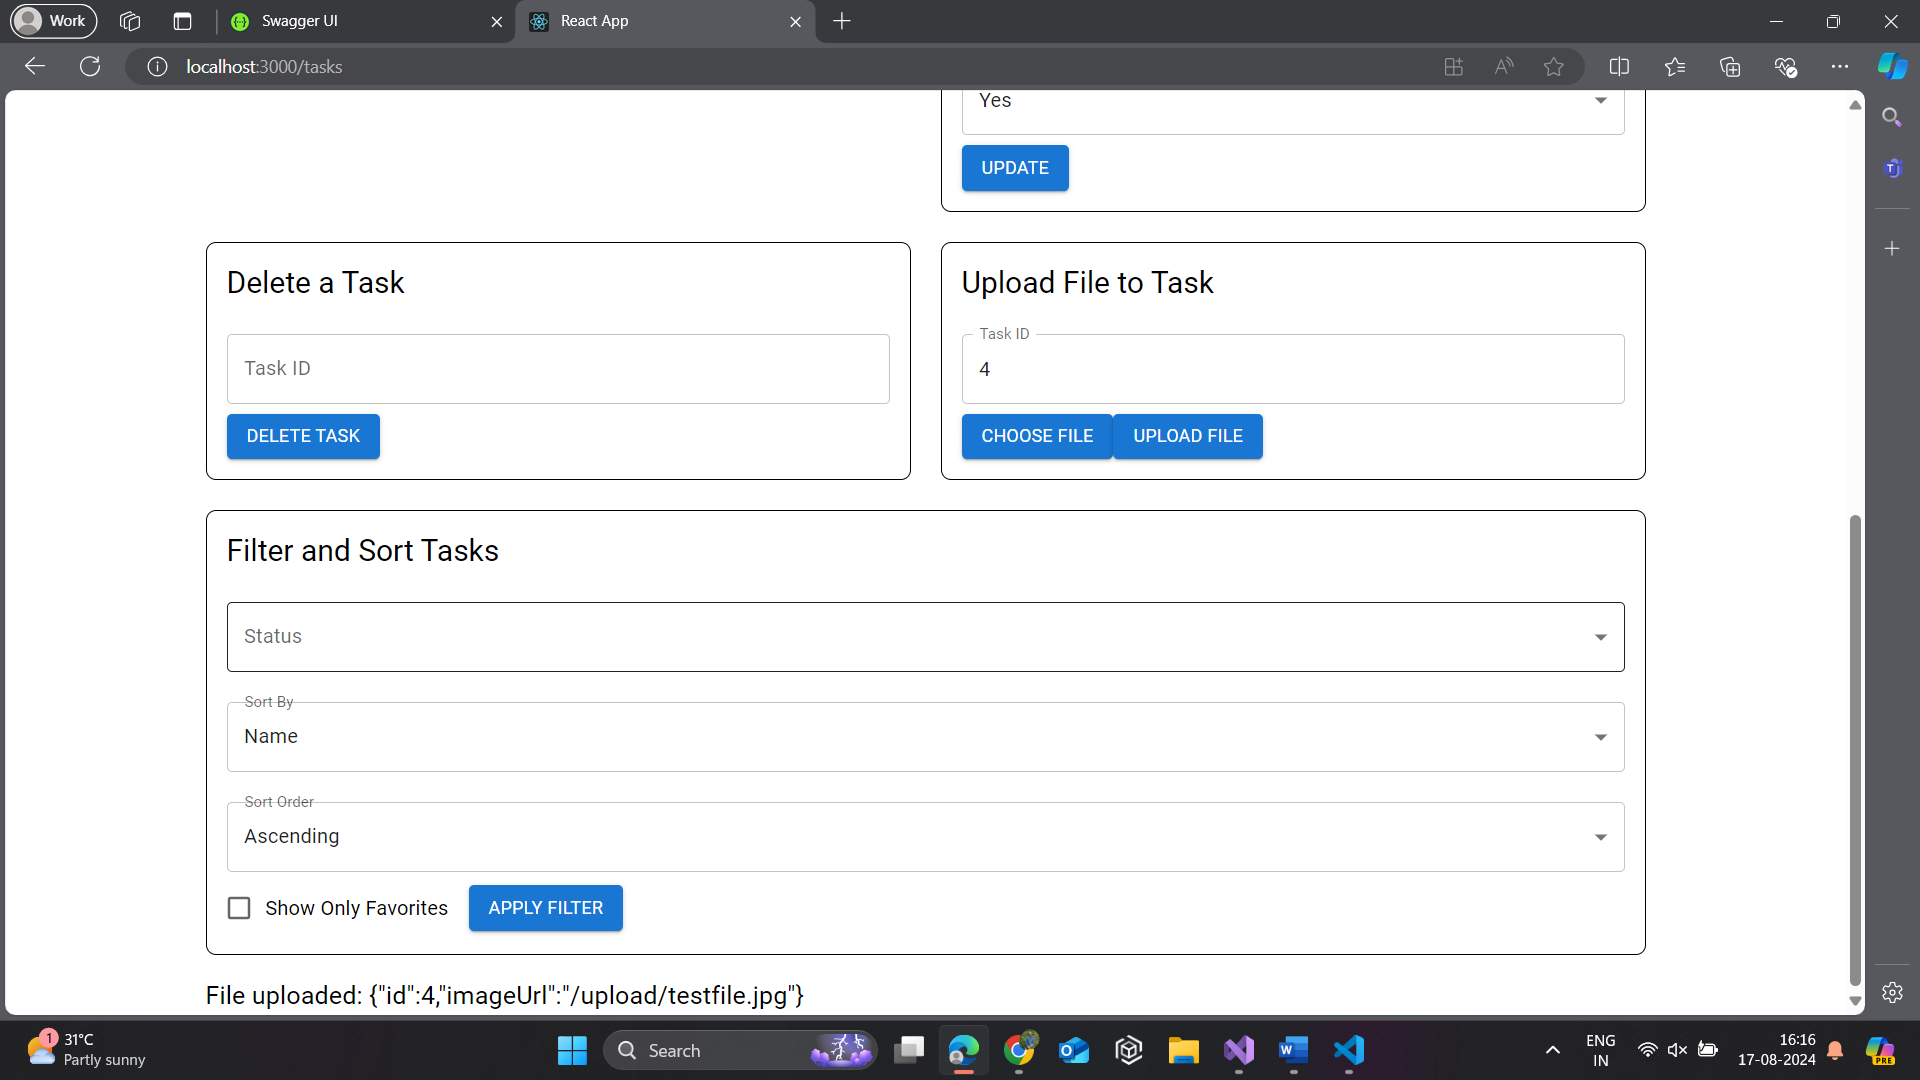 Work
Swagger UI
React App
localhost:3000/tasks
Yes
UPDATE
Delete a Task
Task ID
DELETE TASK
Upload File to Task
Task ID
4
CHOOSE FILE
UPLOAD FILE
Filter and Sort Tasks
Status
Sort By
Name
Sort Order
Ascending
Show Only Favorites
APPLY FILTER
File uploaded: {"id":4,"imageUrl":"/upload/testfile.jpg"}
1
31°C
Partly sunny
Search
ENG
IN
16:16
17-08-2024
PRE